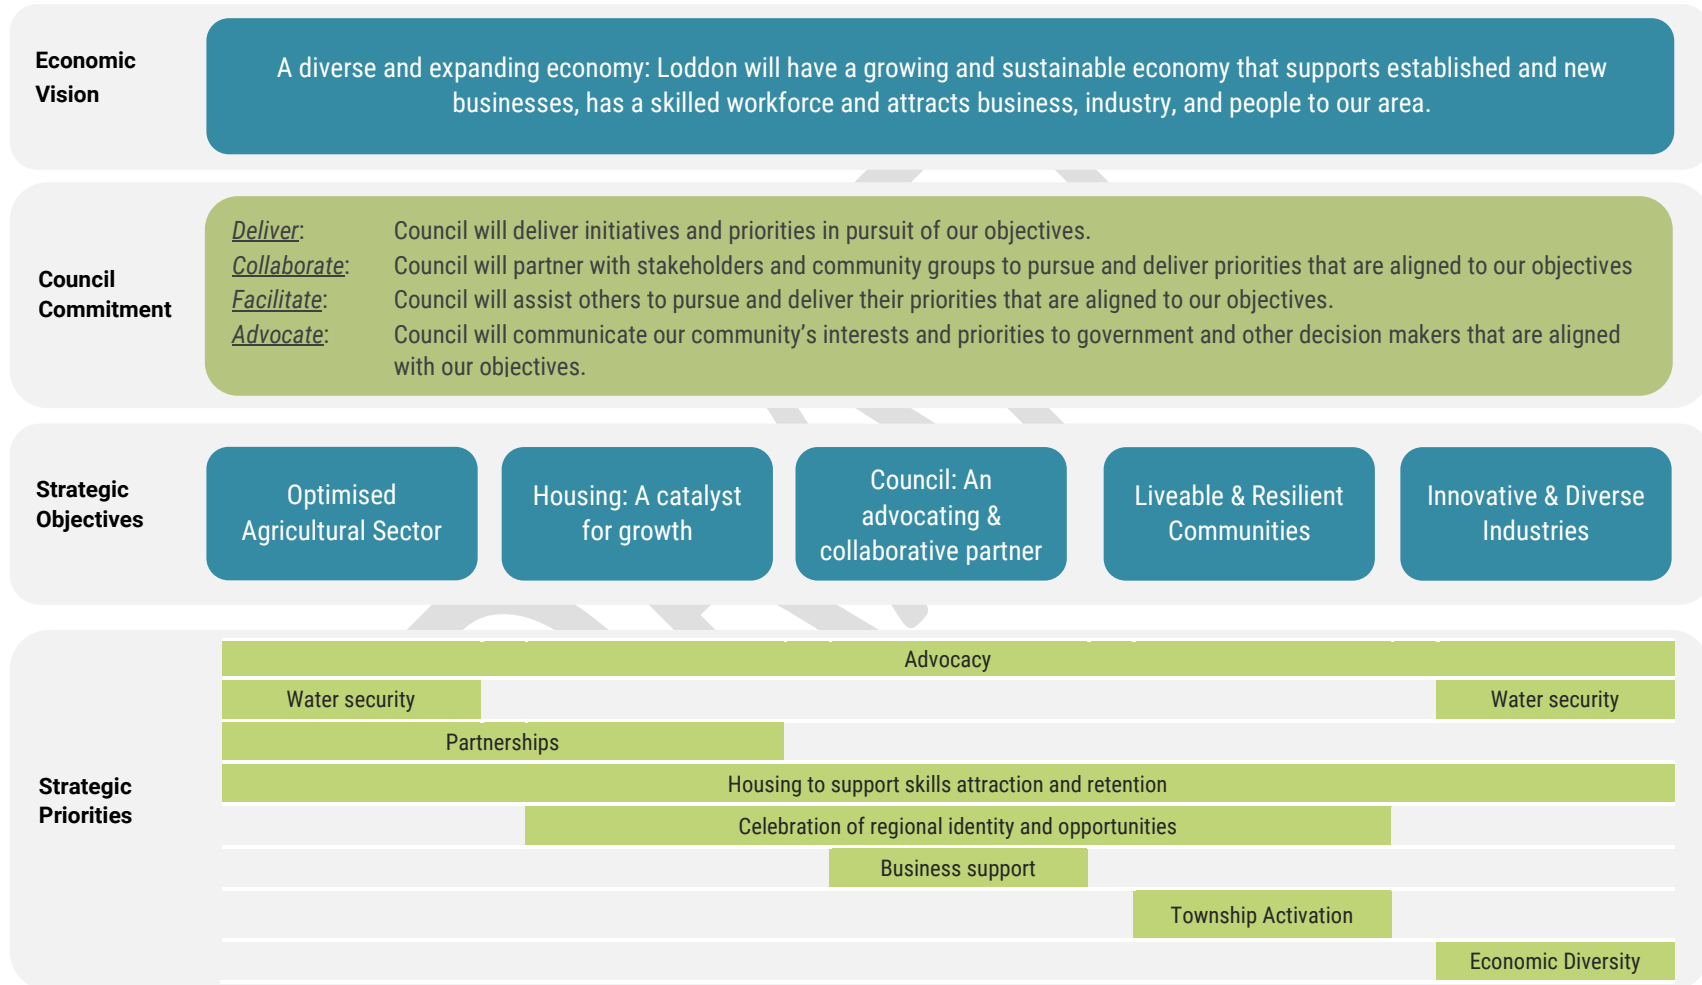 Economic
Vision
A diverse and expanding economy: Loddon will have a growing and sustainable economy that supports established and new
businesses, has a skilled workforce and attracts business, industry, and people to our area.
Council
Commitment
Deliver: Council will deliver initiatives and priorities in pursuit of our objectives.
Collaborate: Council will partner with stakeholders and community groups to pursue and deliver priorities that are aligned to our objectives
Facilitate: Council will assist others to pursue and deliver their priorities that are aligned to our objectives.
Advocate: Council will communicate our community’s interests and priorities to government and other decision makers that are aligned
with our objectives.
Strategic
Objectives
Optimised
Agricultural Sector
Housing: A catalyst
for growth
Council: An
advocating &
collaborative partner
Liveable & Resilient
Communities
Innovative & Diverse
Industries
Strategic
Priorities
Advocacy
Water security
Water security
Partnerships
Housing to support skills attraction and retention
Celebration of regional identity and opportunities
Business support
Township Activation
Economic Diversity